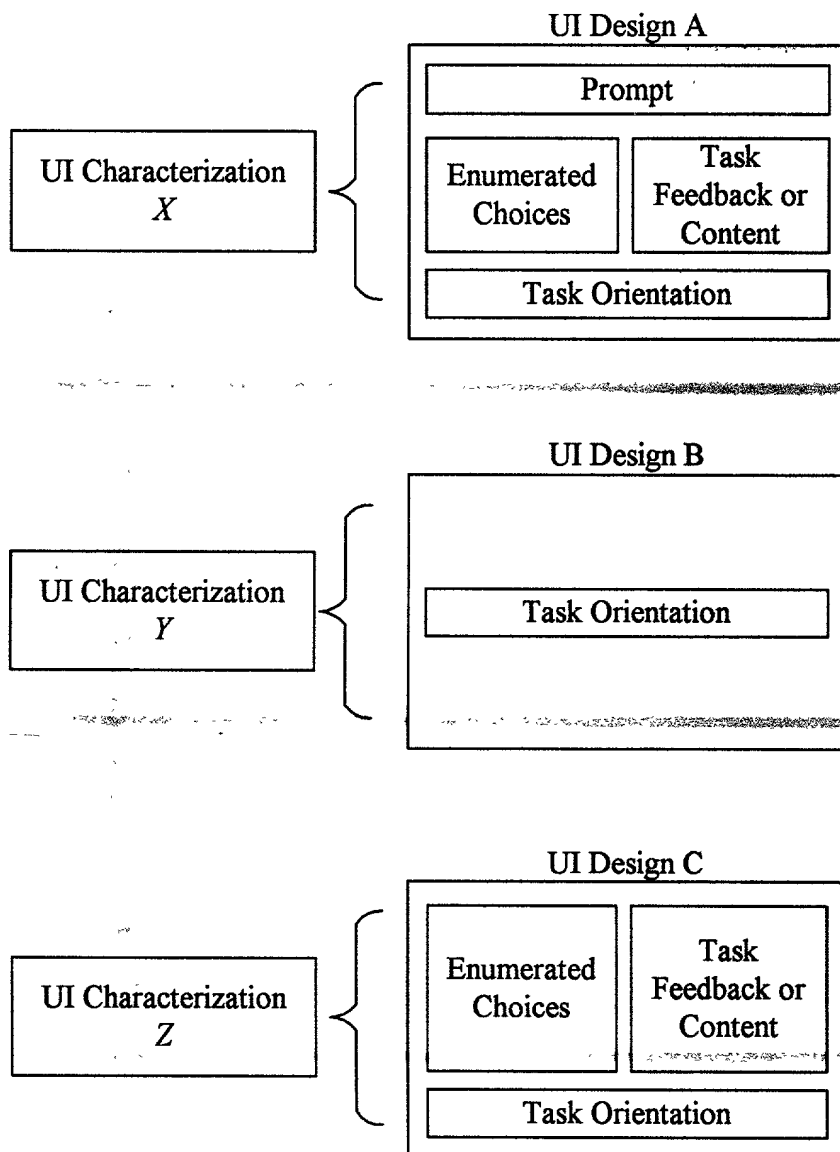 UI Design A
Prompt
UI Characterization
X
Enumerated
Choices
Task
Feedback or
Content
Task Orientation
UI Design B
UI Characterization
Y
Task Orientation
UI Design C
UI Characterization
Z
Enumerated
Choices
Task
Feedback or
Content
Task Orientation